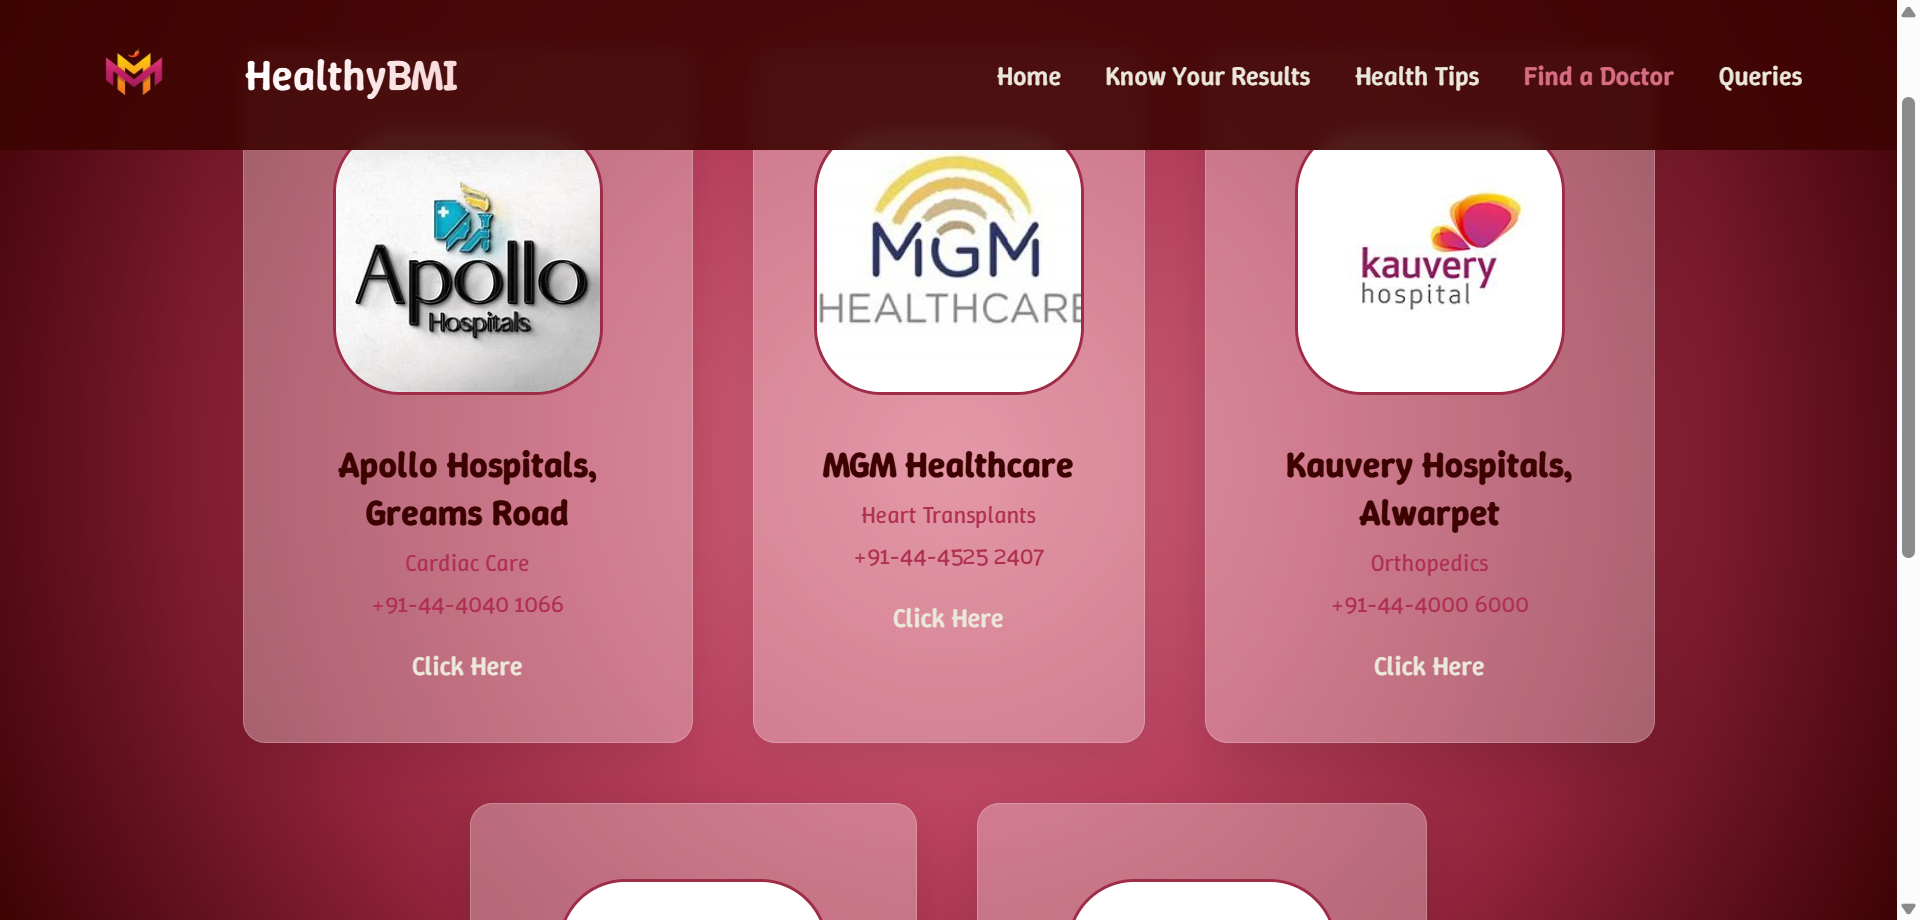 HealthyBMI
Home
Know Your Results
Health Tips
Find a Doctor
Queries
Apollo
Hospitals
MGM
HEALTHCARE
kauvery
hospital
Apollo Hospitals,
Greams Road
Cardiac Care
+91-44-4040 1066
Click Here
MGM Healthcare
Heart Transplants
+91-44-4525 2407
Click Here
Kauvery Hospitals,
Alwarpet
Orthopedics
+91-44-4000 6000
Click Here